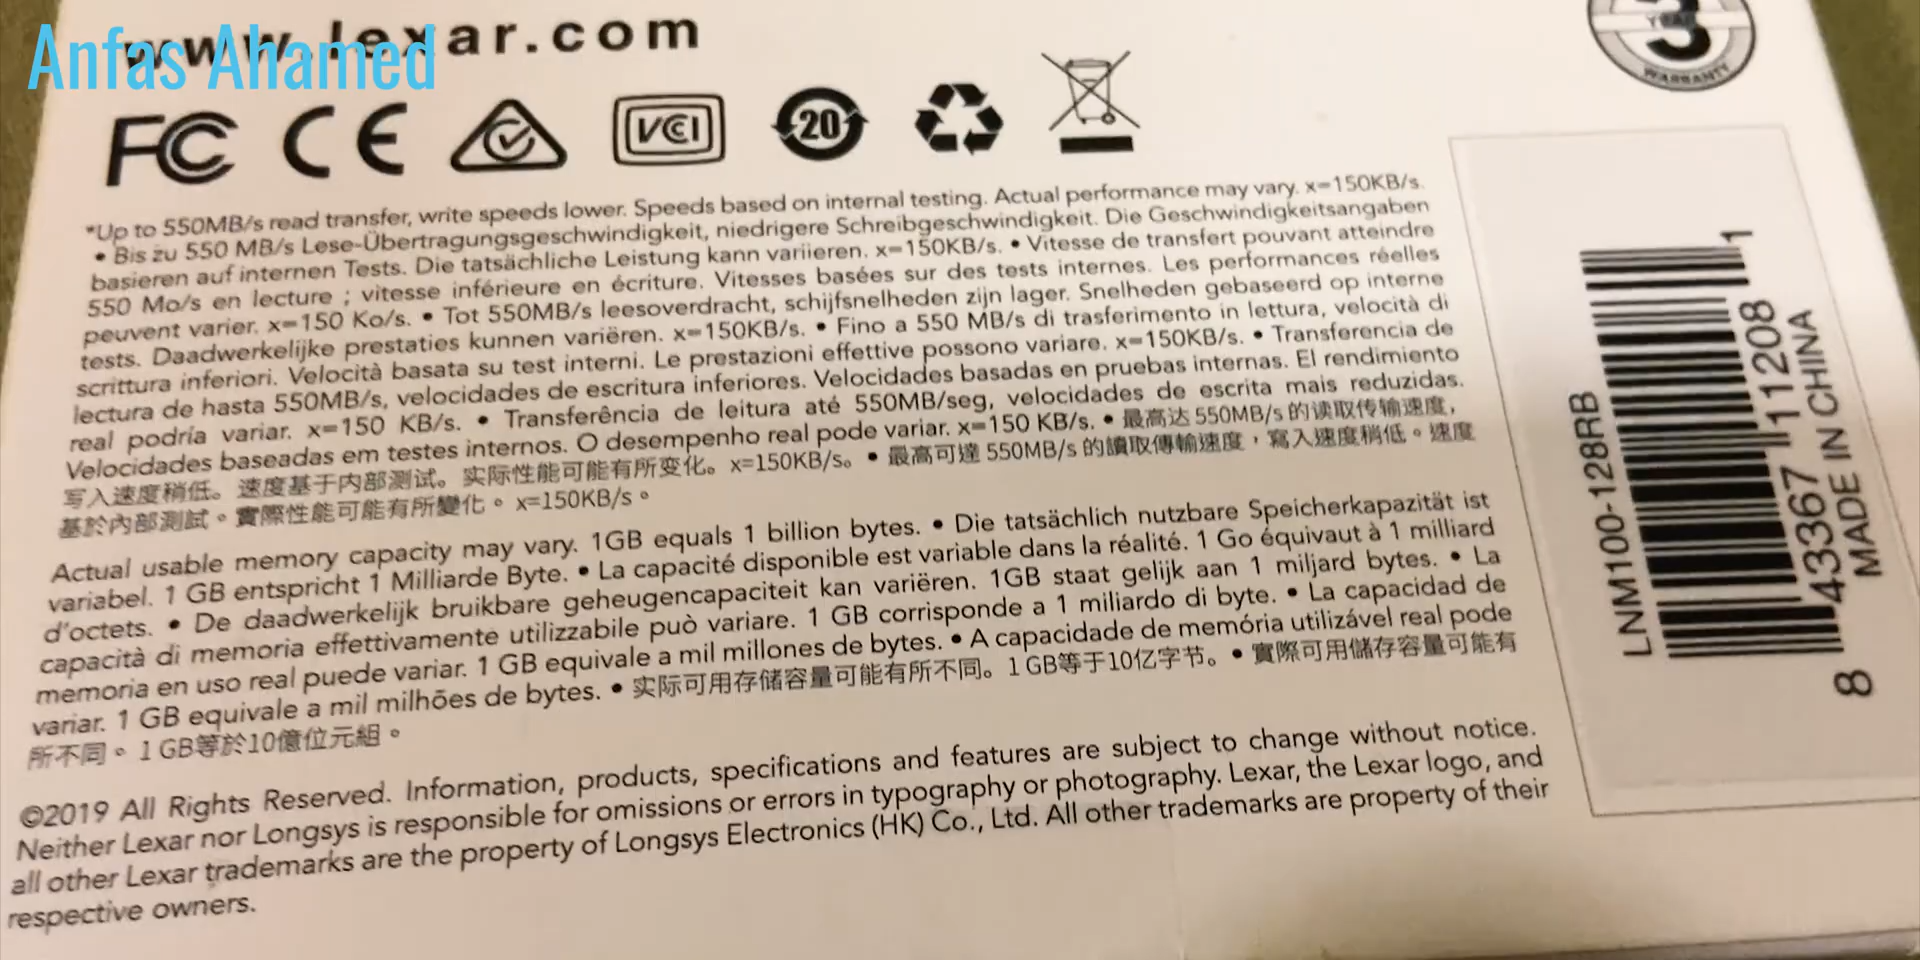 Anfas Ahamed
www.lexar.com
3
YEAR
WARRANTY
FC CE
VCI
20
*Up to 550MB/s read transfer, write speeds lower. Speeds based on internal testing. Actual performance may vary. x=150KB/s.
• Bis zu 550 MB/s Lese-Übertragungsgeschwindigkeit, niedrigere Schreibgeschwindigkeit. Die Geschwindigkeitsangaben
basieren auf internen Tests. Die tatsächliche Leistung kann variieren. x=150KB/s. • Vitesse de transfert pouvant atteindre
550 Mo/s en lecture ; vitesse inférieure en écriture. Vitesses basées sur des tests internes. Les performances réelles
peuvent varier. x=150 Ko/s. • Tot 550MB/s leesoverdracht, schijfsnelheden zijn lager. Snelheden gebaseerd op interne
tests. Daadwerkelijke prestaties kunnen variëren. x=150KB/s. • Fino a 550 MB/s di trasferimento in lettura, velocità di
scrittura inferiori. Velocità basata su test interni. Le prestazioni effettive possono variare. x=150KB/s. • Transferencia de
lectura de hasta 550MB/s, velocidades de escritura inferiores. Velocidades basadas en pruebas internas. El rendimiento
real podría variar. x=150 KB/s. • Transferência de leitura até 550MB/seg, velocidades de escrita mais reduzidas.
Velocidades baseadas em testes internos. O desempenho real pode variar. x=150 KB/s. • 最高达 550MB/s 的读取传输速度，
写入速度稍低。速度基于内部测试。实际性能可能有所变化。x=150KB/s。 • 最高可達 550MB/s 的讀取傳輸速度，寫入速度稍低。速度
基於內部測試。實際性能可能有所變化。x=150KB/s。
Actual usable memory capacity may vary. 1GB equals 1 billion bytes. • Die tatsächlich nutzbare Speicherkapazität ist
variabel. 1 GB entspricht 1 Milliarde Byte. • La capacité disponible est variable dans la réalité. 1 Go équivaut à 1 milliard
d'octets. • De daadwerkelijk bruikbare geheugencapaciteit kan variëren. 1GB staat gelijk aan 1 miljard bytes. • La
capacità di memoria effettivamente utilizzabile può variare. 1 GB corrisponde a 1 miliardo di byte. • La capacidad de
memoria en uso real puede variar. 1 GB equivale a mil millones de bytes. • A capacidade de memória utilizável real pode
variar. 1 GB equivale a mil milhões de bytes. • 实际可用存储容量可能有所不同。1 GB等于10亿字节。 • 實際可用儲存容量可能有
所不同。1 GB等於10億位元組。
©2019 All Rights Reserved. Information, products, specifications and features are subject to change without notice.
Neither Lexar nor Longsys is responsible for omissions or errors in typography or photography. Lexar, the Lexar logo, and
all other Lexar trademarks are the property of Longsys Electronics (HK) Co., Ltd. All other trademarks are property of their
respective owners.
LNM100-128RB
8 43367 11208 1
MADE IN CHINA